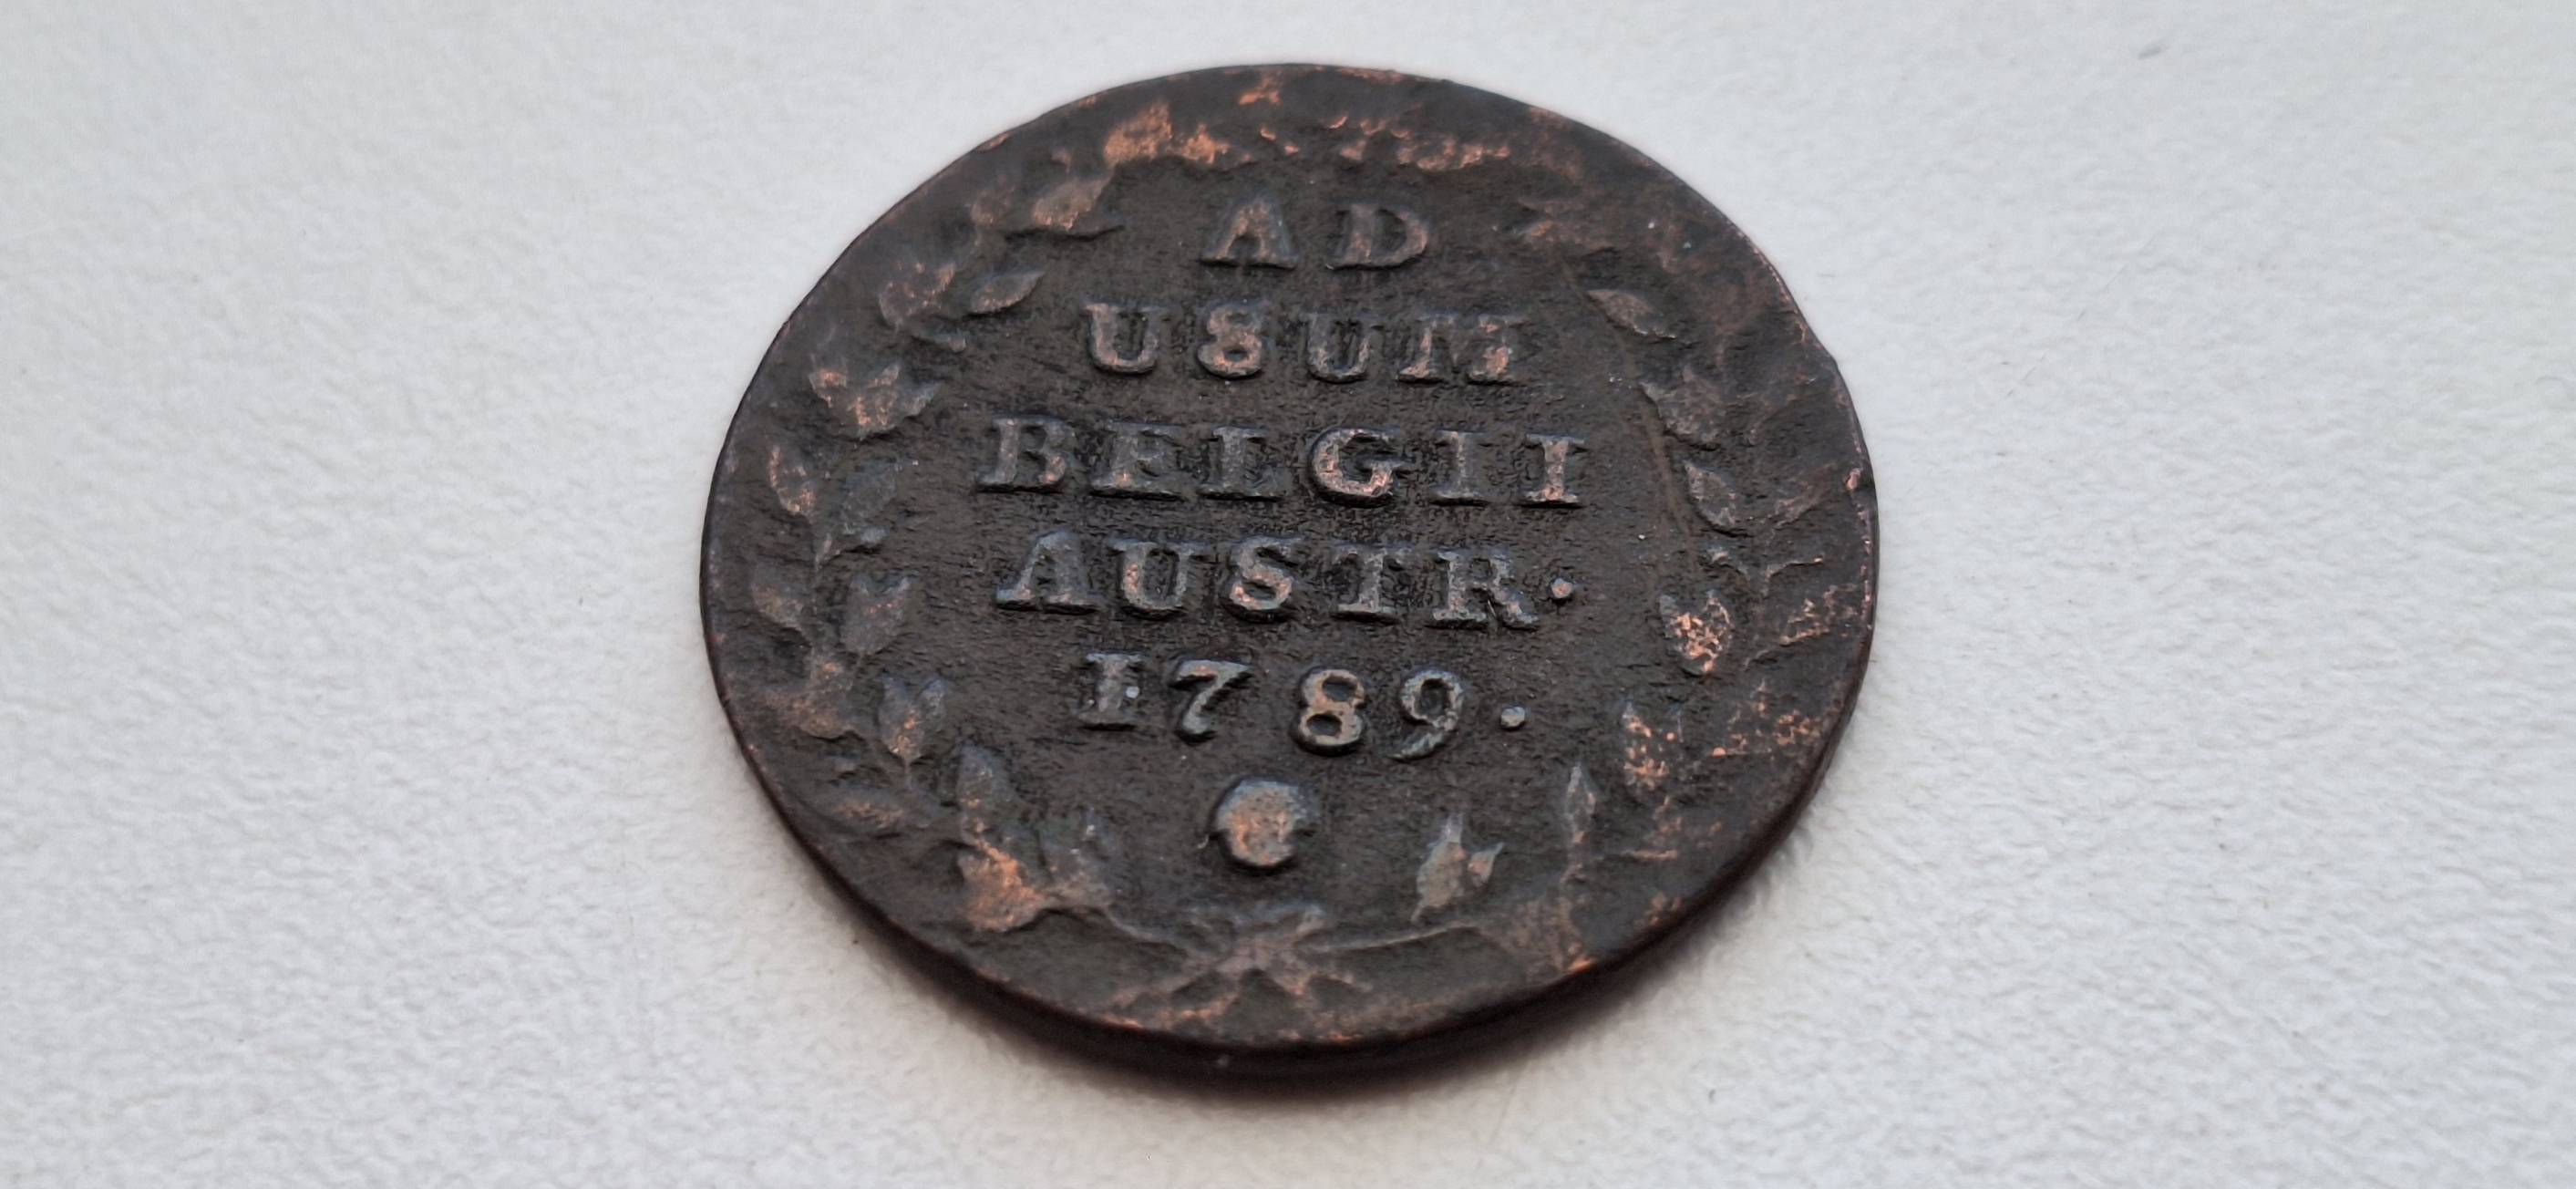 AD
USUM
BELGII
AUSTR·
1789·